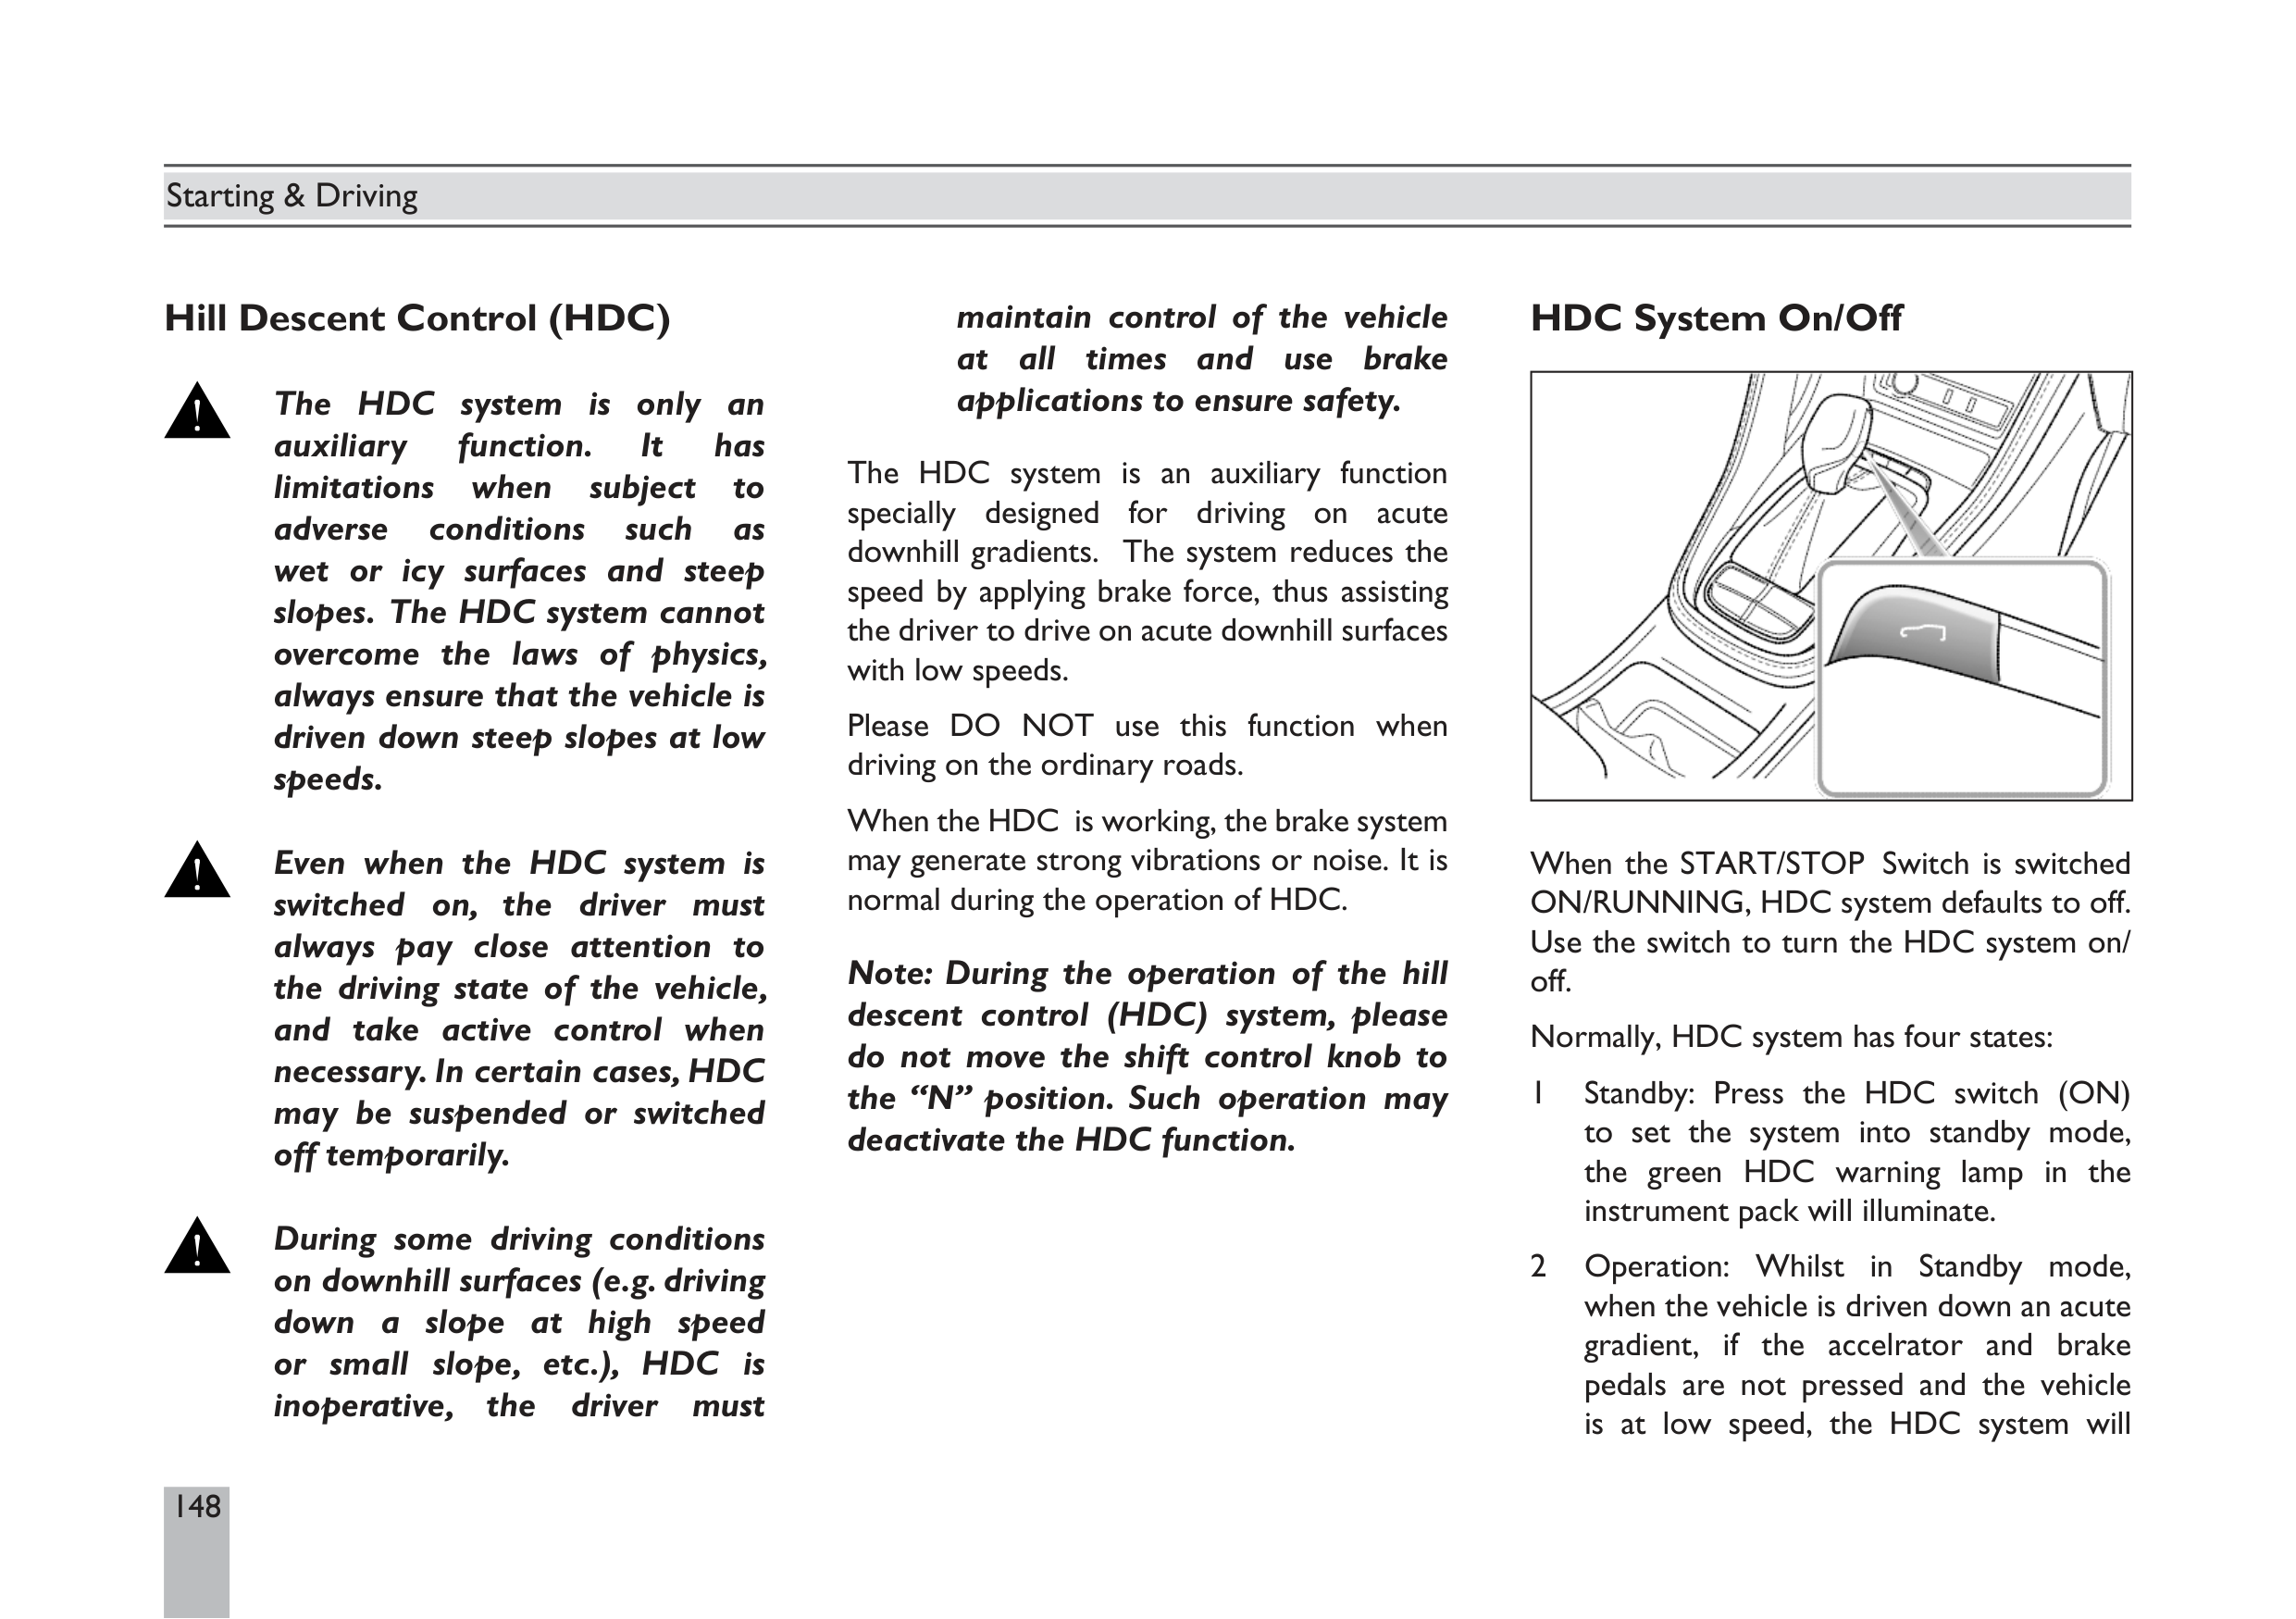 Starting & Driving
Hill Descent Control (HDC)
The HDC system is only an
auxiliary function. It has
limitations when subject to
adverse conditions such as
wet or icy surfaces and steep
slopes. The HDC system cannot
overcome the laws of physics,
always ensure that the vehicle is
driven down steep slopes at low
speeds.
Even when the HDC system is
switched on, the driver must
always pay close attention to
the driving state of the vehicle,
and take active control when
necessary. In certain cases, HDC
may be suspended or switched
off temporarily.
During some driving conditions
on downhill surfaces (e.g. driving
down a slope at high speed
or small slope, etc.), HDC is
inoperative, the driver must
maintain control of the vehicle
at all times and use brake
applications to ensure safety.
The HDC system is an auxiliary function
specially designed for driving on acute
downhill gradients. The system reduces the
speed by applying brake force, thus assisting
the driver to drive on acute downhill surfaces
with low speeds.
Please DO NOT use this function when
driving on the ordinary roads.
When the HDC is working, the brake system
may generate strong vibrations or noise. It is
normal during the operation of HDC.
Note: During the operation of the hill
descent control (HDC) system, please
do not move the shift control knob to
the “N” position. Such operation may
deactivate the HDC function.
HDC System On/Off
When the START/STOP Switch is switched
ON/RUNNING, HDC system defaults to off.
Use the switch to turn the HDC system on/
off.
Normally, HDC system has four states:
1 Standby: Press the HDC switch (ON)
to set the system into standby mode,
the green HDC warning lamp in the
instrument pack will illuminate.
2 Operation: Whilst in Standby mode,
when the vehicle is driven down an acute
gradient, if the accelrator and brake
pedals are not pressed and the vehicle
is at low speed, the HDC system will
148